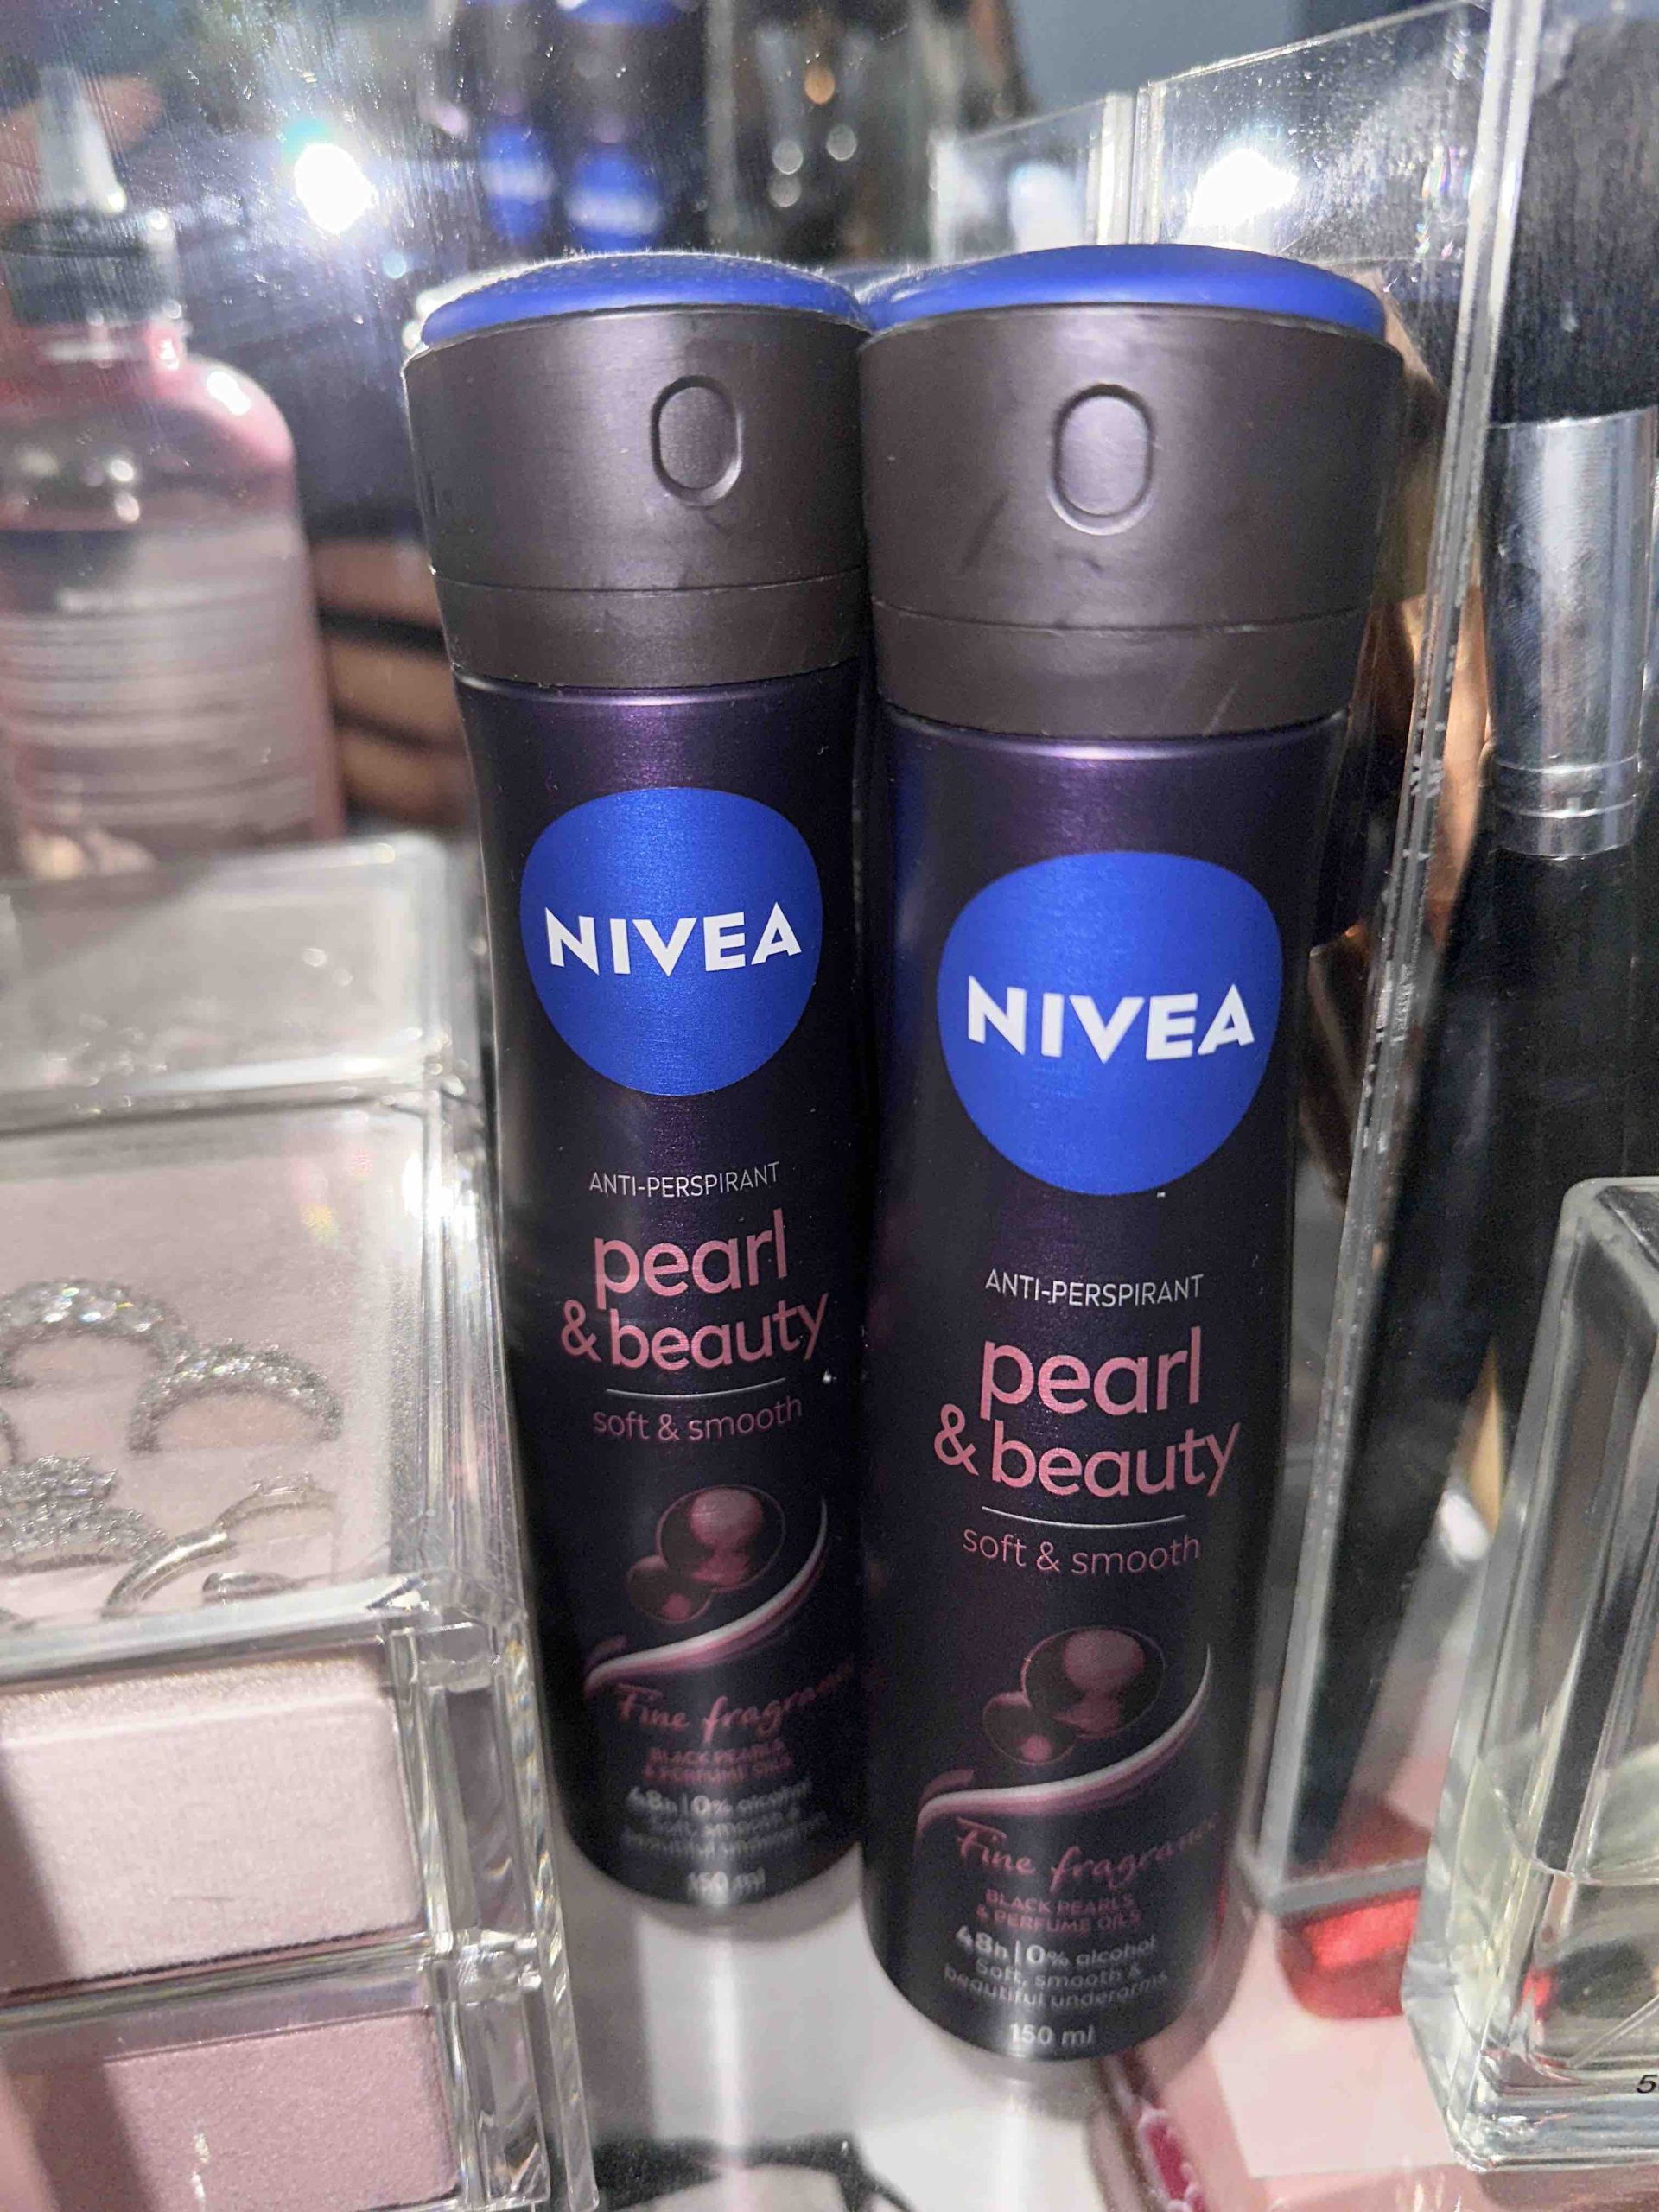 NIVEA
ANTI-PERSPIRANT
pearl
& beauty
soft & smooth
Fine fragrance
BLACK PEARLS
& PERFUME OILS
48h | 0% alcohol
Soft, smooth &
150 ml
NIVEA
ANTI-PERSPIRANT
pearl
& beauty
soft & smooth
Fine fragrance
BLACK PEARLS
& PERFUME OILS
48h | 0% alcohol
Soft, smooth &
beautiful underarms
150 ml